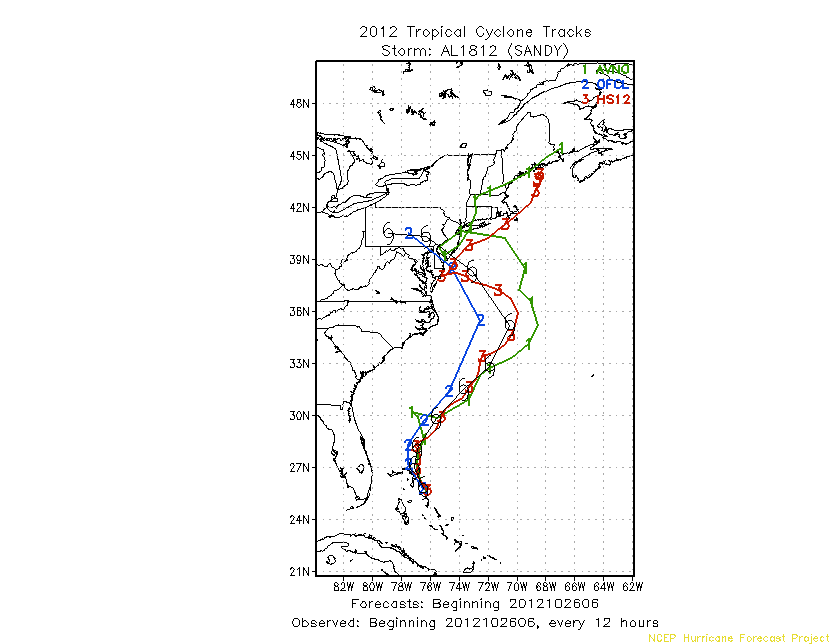 2012 Tropical Cyclone Tracks
Storm: AL1812 (SANDY)
1 AVNO
2 OFCL
3 HS12
48N
45N
42N
39N
36N
33N
30N
27N
24N
21N
82W 80W 78W 76W 74W 72W 70W 68W 66W 64W 62W
Forecasts: Beginning 2012102606
Observed: Beginning 2012102606, every 12 hours
NCEP Hurricane Forecast Project